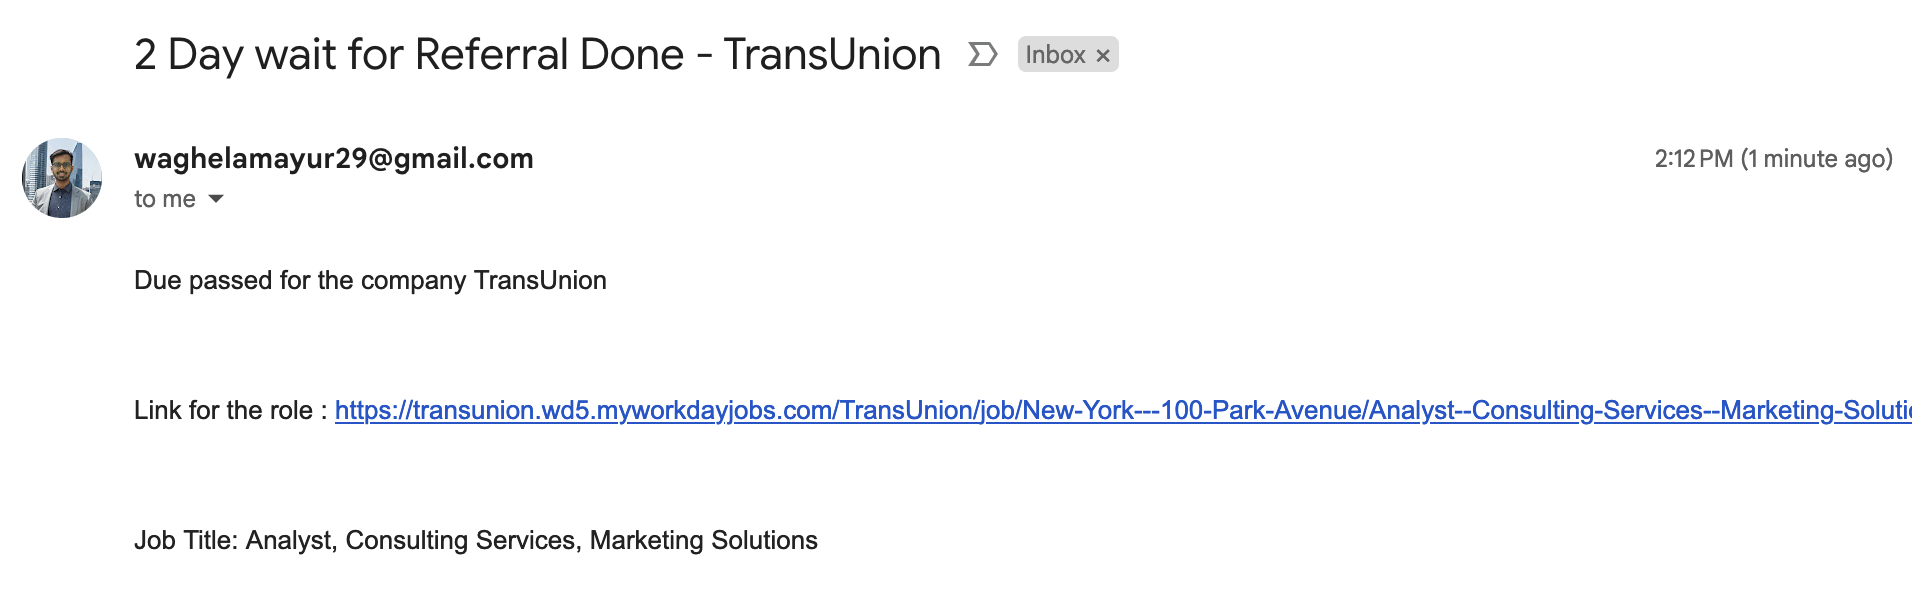 2 Day wait for Referral Done - TransUnion Inbox ×
waghelamayur29@gmail.com 2:12 PM (1 minute ago)
to me
Due passed for the company TransUnion
Link for the role : https://transunion.wd5.myworkdayjobs.com/TransUnion/job/New-York---100-Park-Avenue/Analyst--Consulting-Services--Marketing-Soluti
Job Title: Analyst, Consulting Services, Marketing Solutions